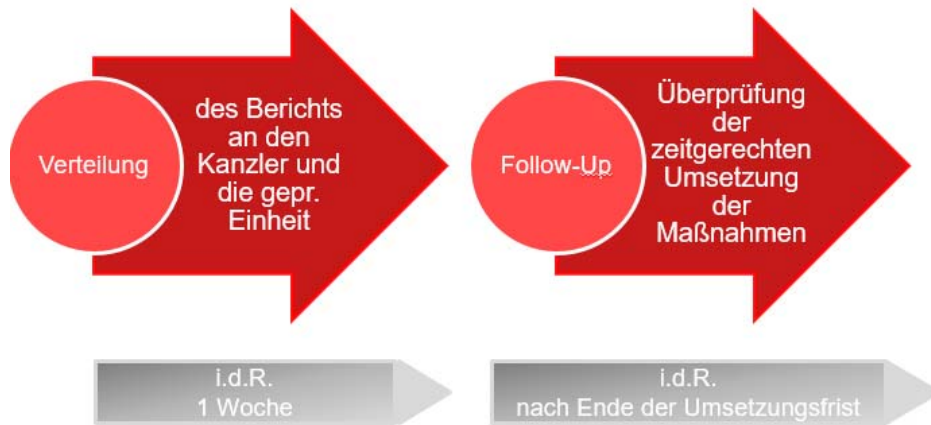 Verteilung
des Berichts
an den
Kanzler und
die gepr.
Einheit
Follow-Up
Überprüfung
der
zeitgerechten
Umsetzung
der
Maßnahmen
i.d.R.
1 Woche
i.d.R.
nach Ende der Umsetzungsfrist